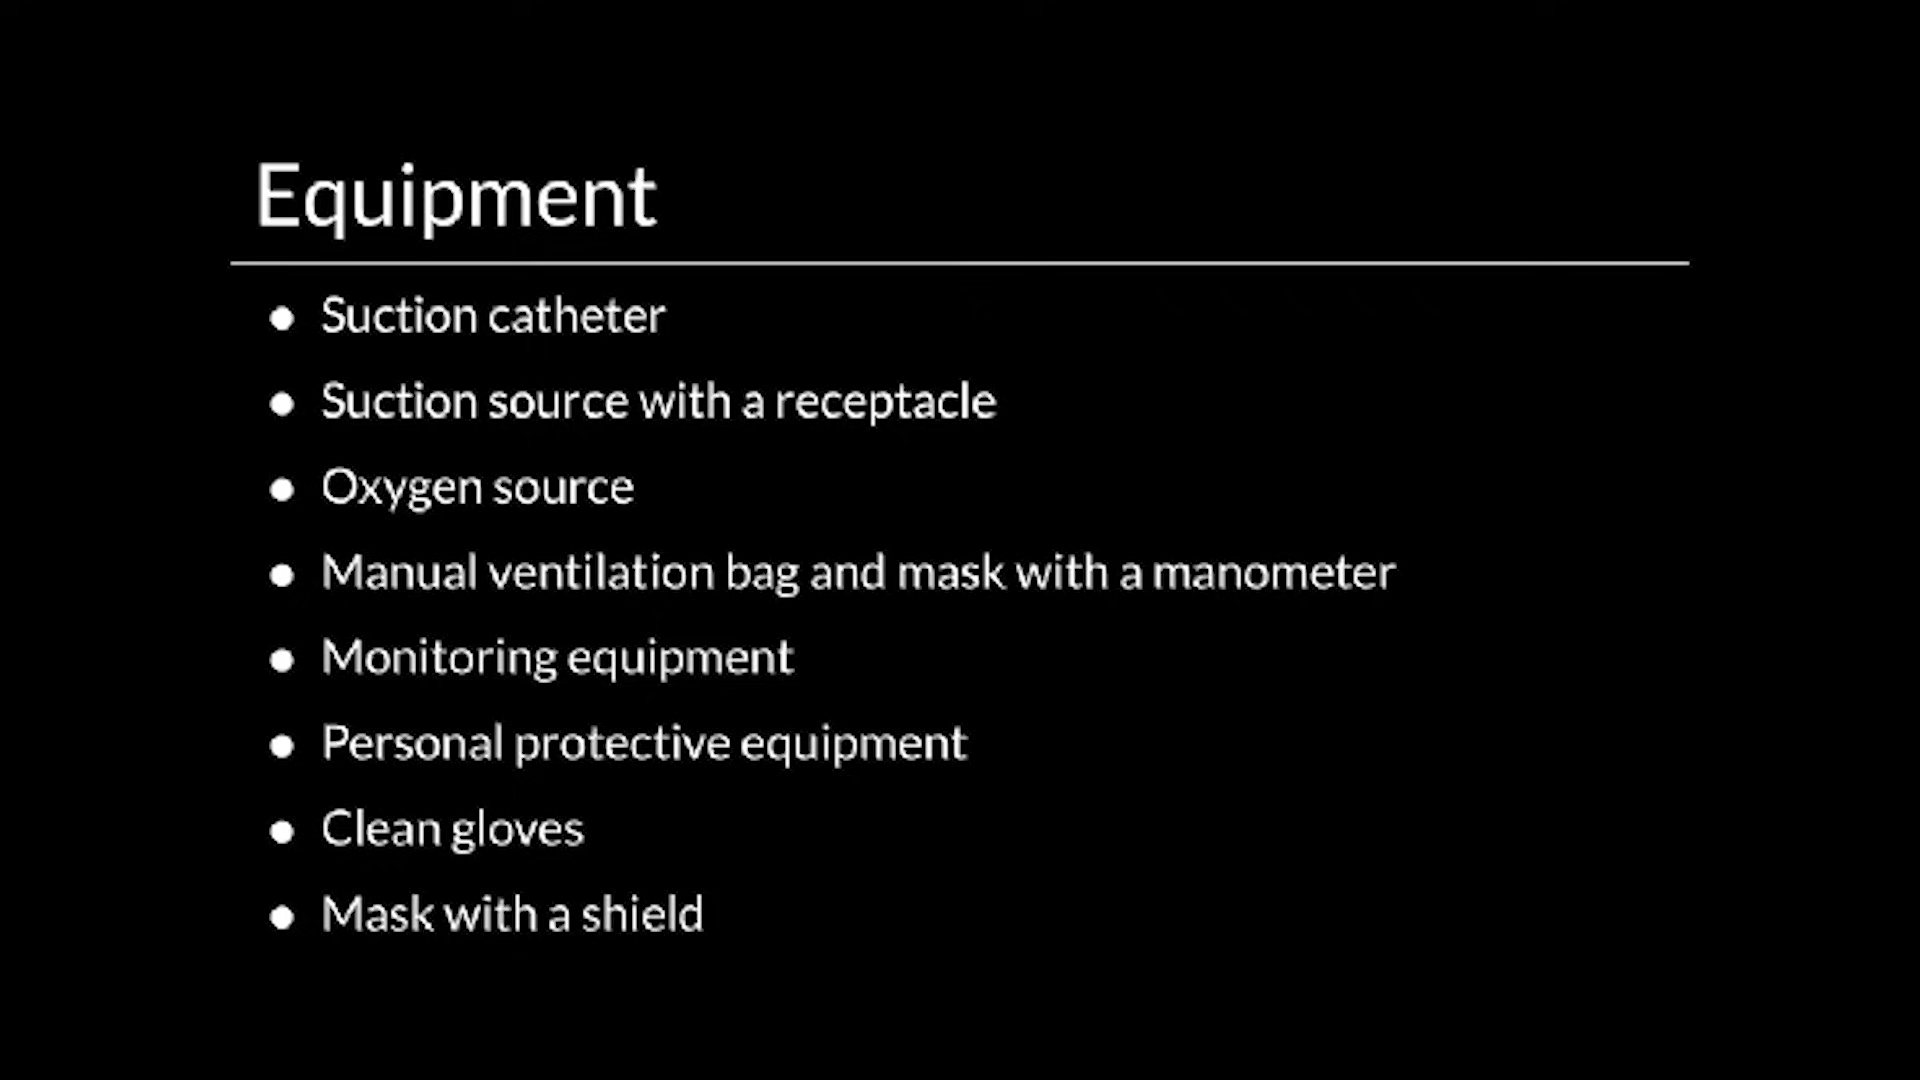 Equipment
● Suction catheter
● Suction source with a receptacle
● Oxygen source
● Manual ventilation bag and mask with a manometer
● Monitoring equipment
● Personal protective equipment
● Clean gloves
● Mask with a shield